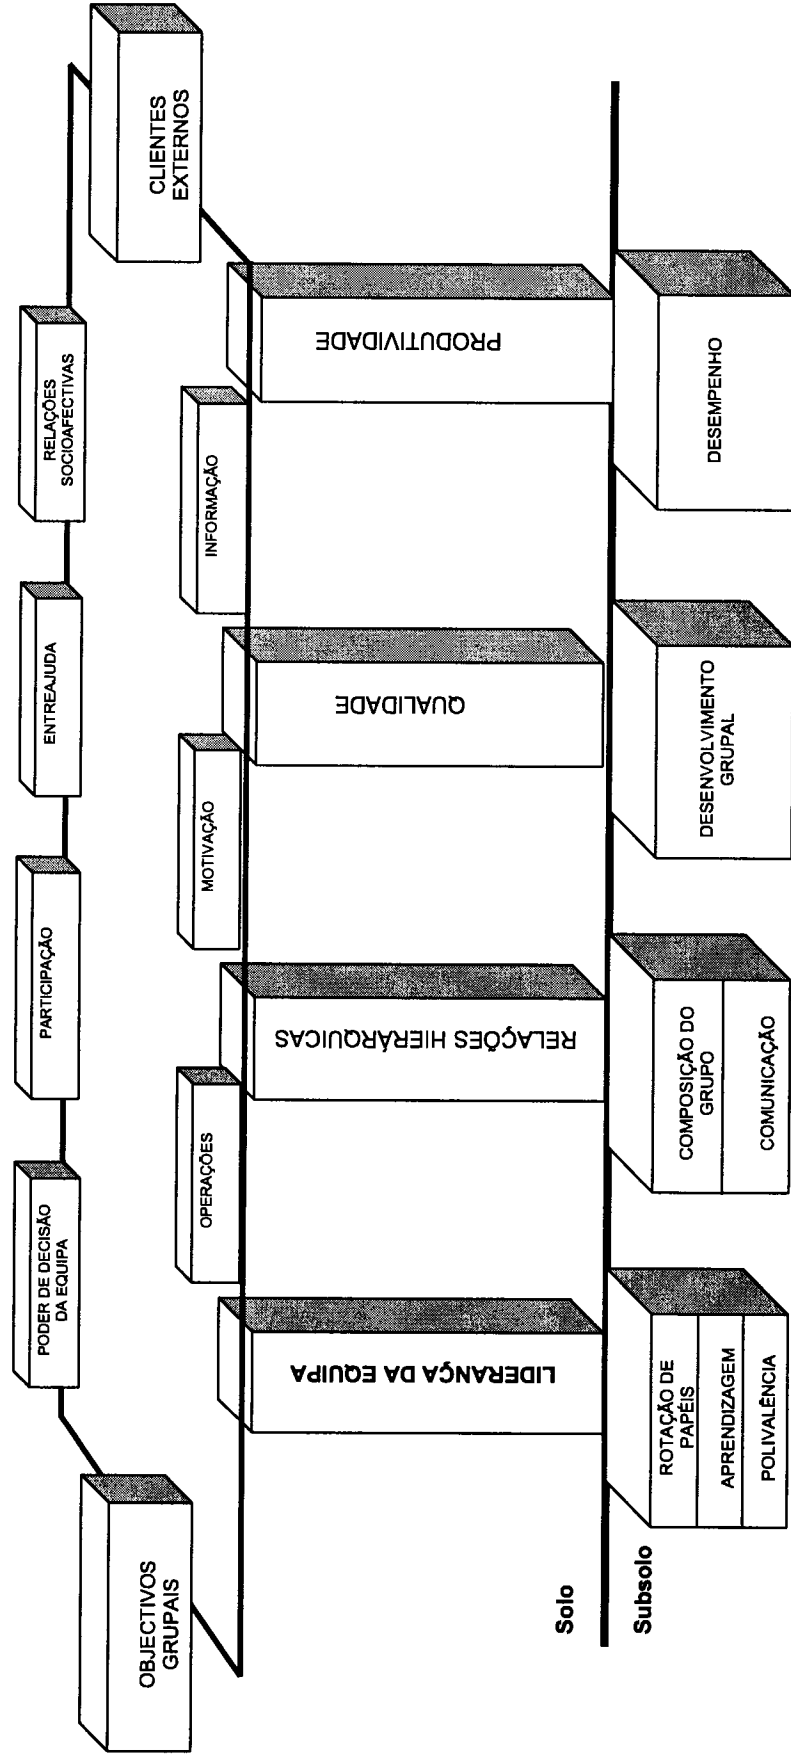 PODER DE DECISÃO
DA EQUIPA
PARTICIPAÇÃO
ENTREAJUDA
RELAÇÕES
SOCIOAFECTIVAS
OBJECTIVOS
GRUPAIS
CLIENTES
EXTERNOS
OPERAÇÕES
MOTIVAÇÃO
INFORMAÇÃO
LIDERANÇA DA EQUIPA
RELAÇÕES HIERÁRQUICAS
QUALIDADE
PRODUTIVIDADE
Solo
Subsolo
ROTAÇÃO DE
PAPÉIS
APRENDIZAGEM
POLIVALÊNCIA
COMPOSIÇÃO DO
GRUPO
COMUNICAÇÃO
DESENVOLVIMENTO
GRUPAL
DESEMPENHO